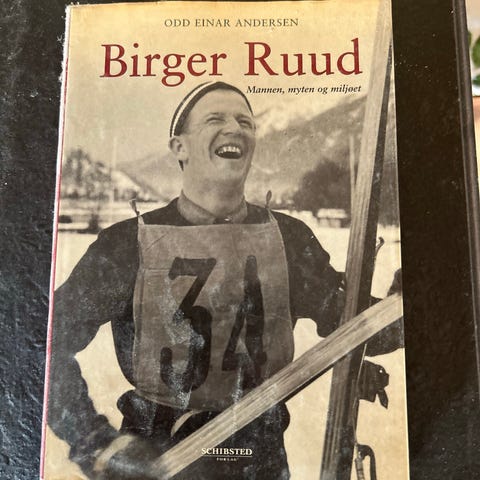 ODD EINAR ANDERSEN
Birger Ruud
Mannen, myten og miljøet
34
SCHIBSTED
FORLAG